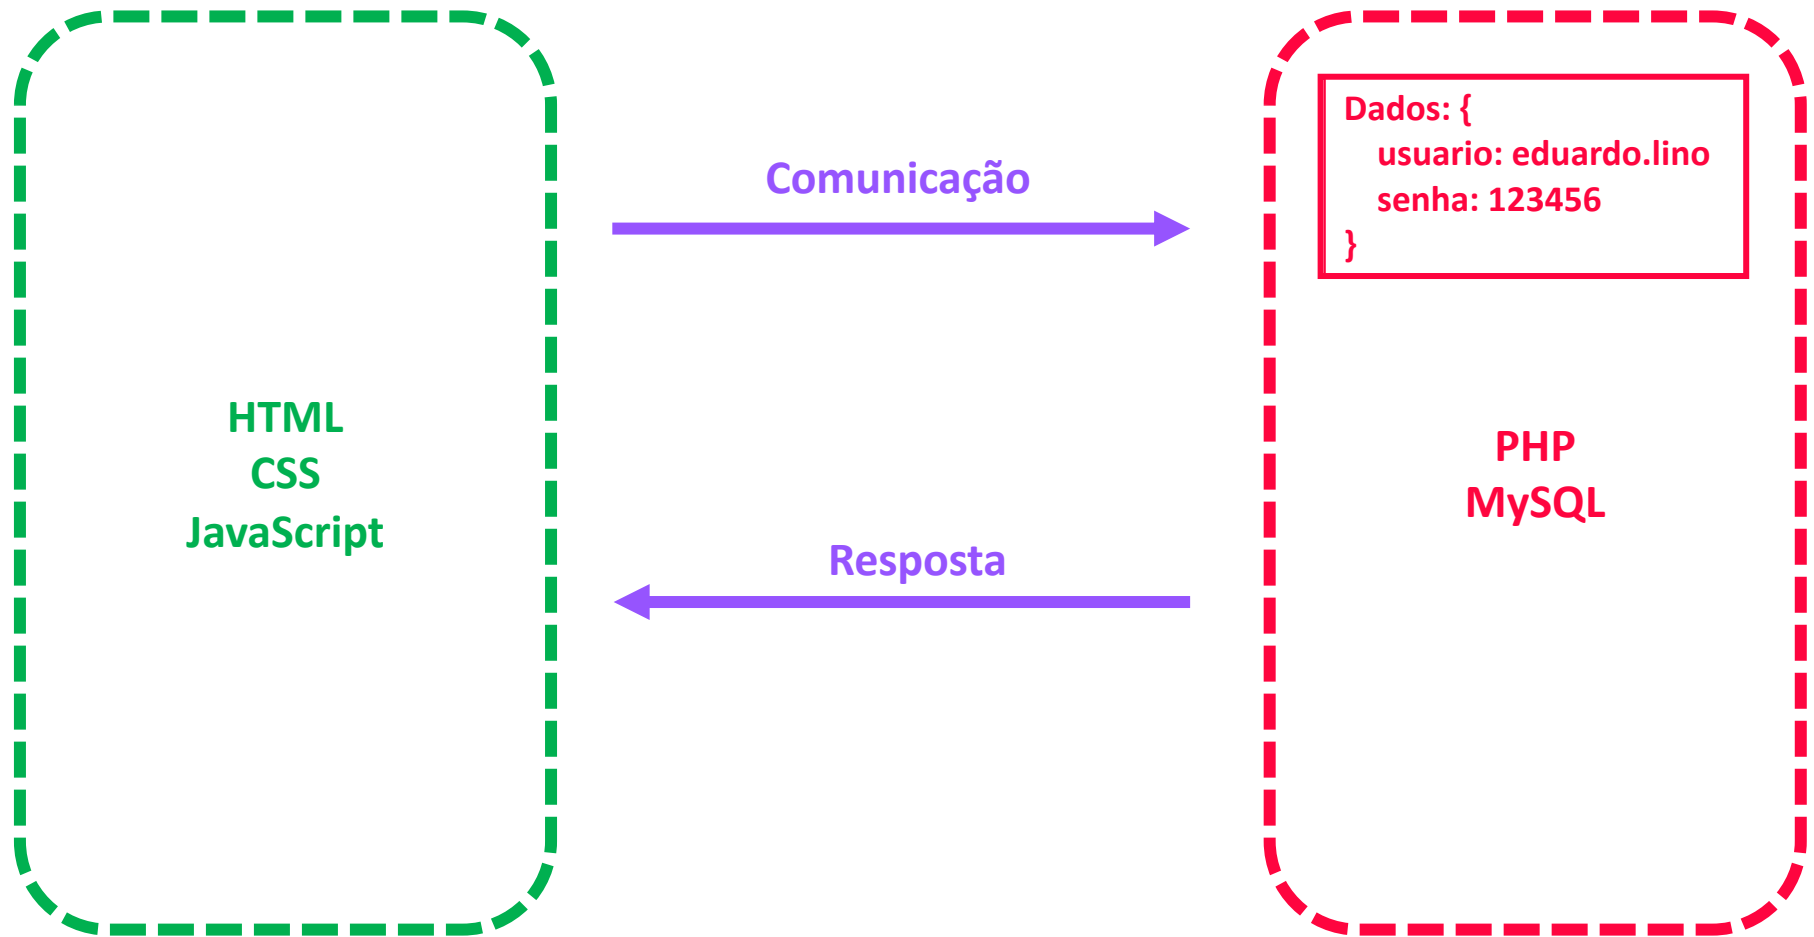 HTML
CSS
JavaScript
Comunicação
Resposta
Dados: {
usuario: eduardo.lino
senha: 123456
}
PHP
MySQL